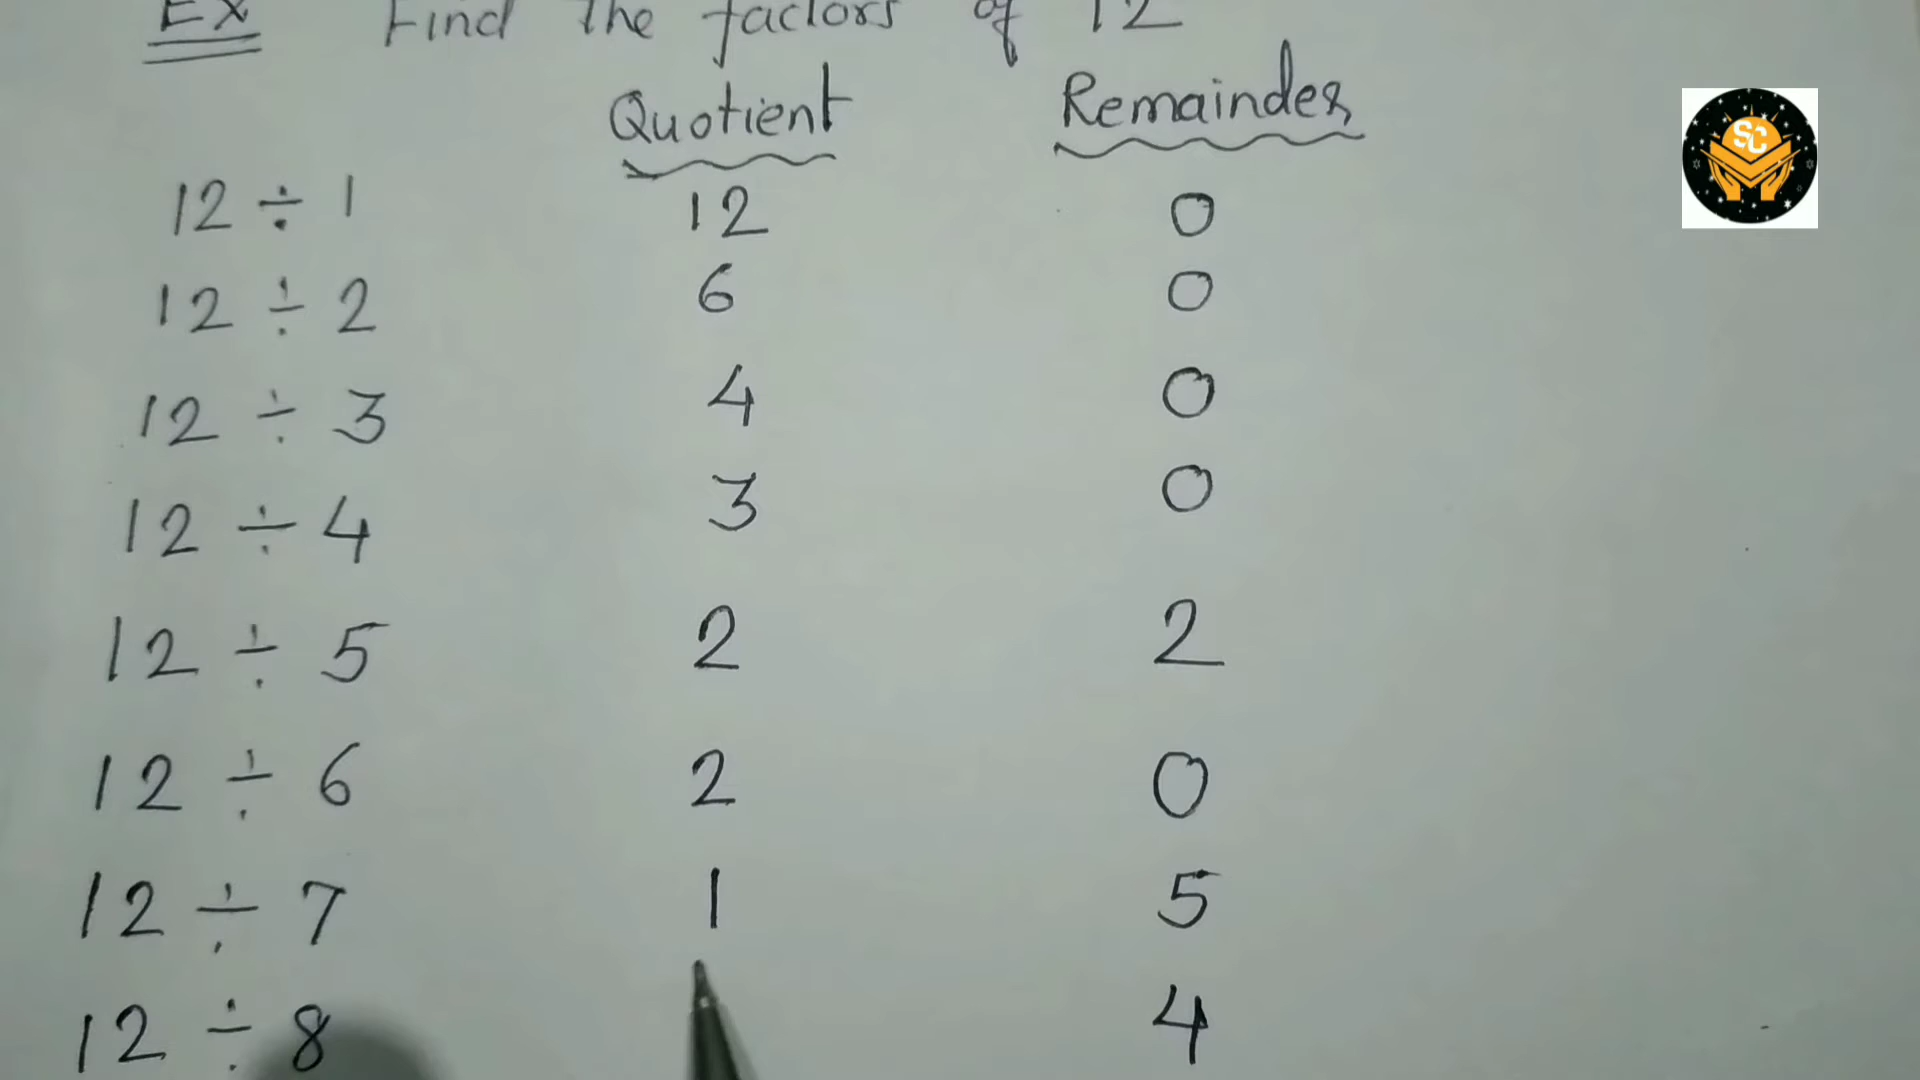 Ex Find The factors of 12
Quotient Remainder
12 ÷ 1 12 0
12 ÷ 2 6 0
12 ÷ 3 4 0
12 ÷ 4 3 0
12 ÷ 5 2 2
12 ÷ 6 2 0
12 ÷ 7 1 5
12 ÷ 8 4
SC